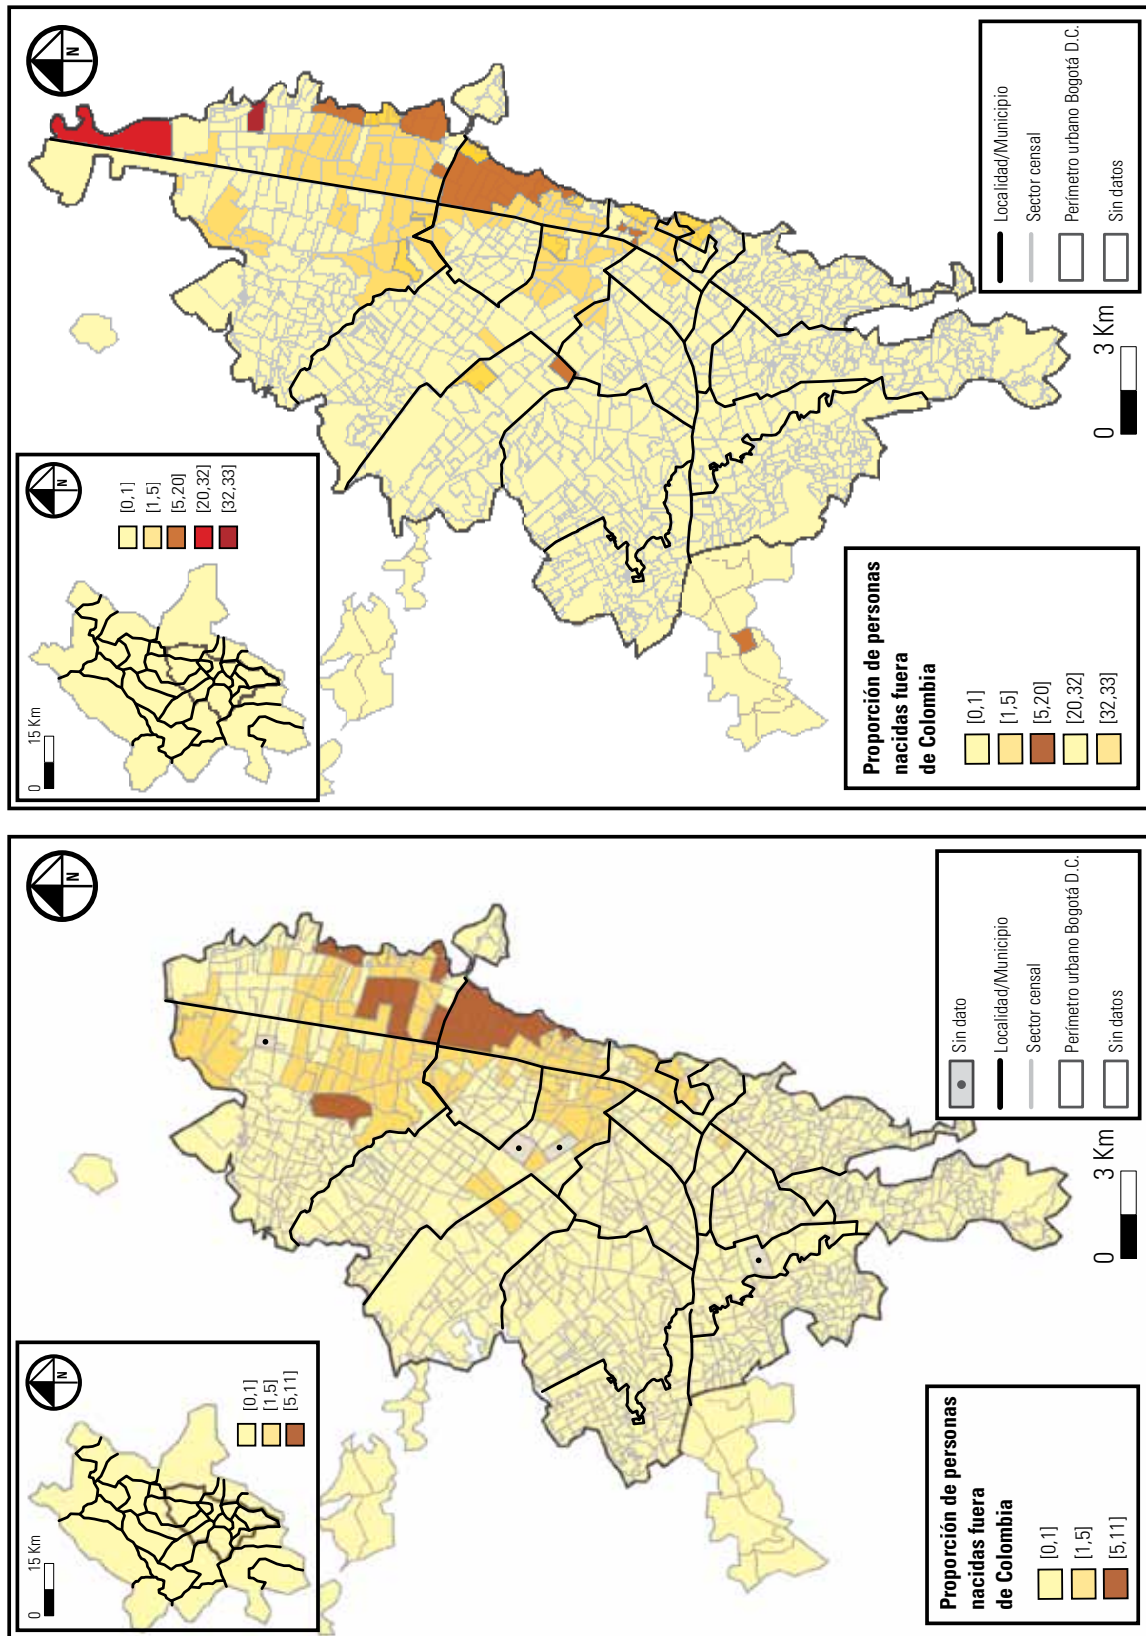 N
15 Km
0
N
[0,1]
[1,5]
[5,20]
[20,32]
[32,33]
Proporción de personas
nacidas fuera
de Colombia
[0,1]
[1,5]
[5,20]
[20,32]
[32,33]
0
3 Km
Localidad/Municipio
Sector censal
Perímetro urbano Bogotá D.C.
Sin datos
N
15 Km
0
N
[0,1]
[1,5]
[5,11]
Proporción de personas
nacidas fuera
de Colombia
[0,1]
[1,5]
[5,11]
0
3 Km
Sin dato
Localidad/Municipio
Sector censal
Perímetro urbano Bogotá D.C.
Sin datos